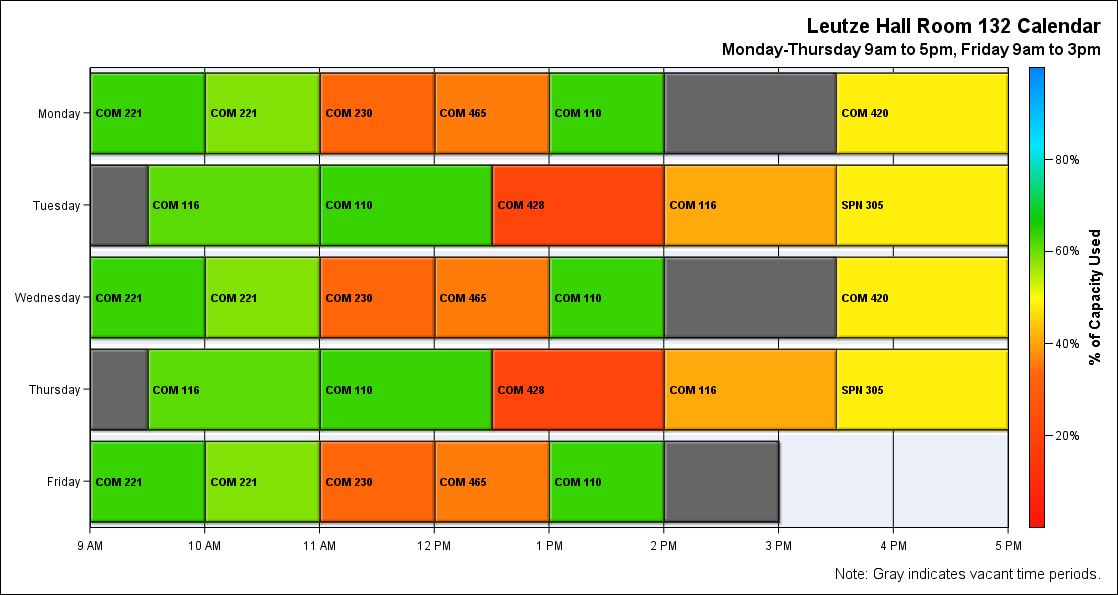 Leutze Hall Room 132 Calendar
Monday-Thursday 9am to 5pm, Friday 9am to 3pm
Monday COM 221 COM 221 COM 230 COM 465 COM 110 COM 420
Tuesday COM 116 COM 110 COM 428 COM 116 SPN 305
Wednesday COM 221 COM 221 COM 230 COM 465 COM 110 COM 420
Thursday COM 116 COM 110 COM 428 COM 116 SPN 305
Friday COM 221 COM 221 COM 230 COM 465 COM 110
9 AM 10 AM 11 AM 12 PM 1 PM 2 PM 3 PM 4 PM 5 PM
80%
60%
40%
20%
% of Capacity Used
Note: Gray indicates vacant time periods.